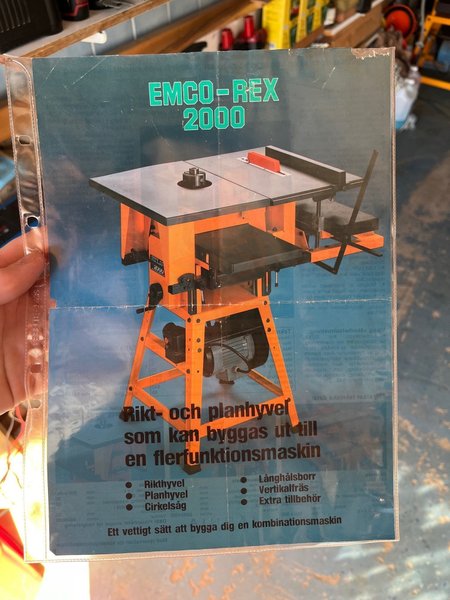 EMCO-REX
2000
2000
Rikt- och planhyvel
som kan byggas ut till
en flerfunktionsmaskin
● Rikthyvel
● Planhyvel
● Cirkelsåg
● Långhålsborr
● Vertikalfräs
● Extra tillbehör
Ett vettigt sätt att bygga dig en kombinationsmaskin